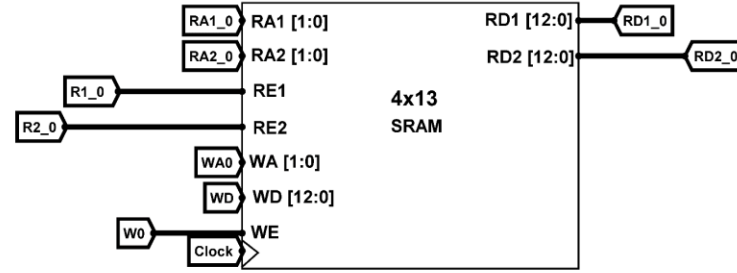 RA1_0 RA1 [1:0] RD1 [12:0] RD1_0
RA2_0 RA2 [1:0] RD2 [12:0] RD2_0
R1_0 RE1
4x13
R2_0 RE2 SRAM
WA0 WA [1:0]
WD WD [12:0]
W0 WE
Clock